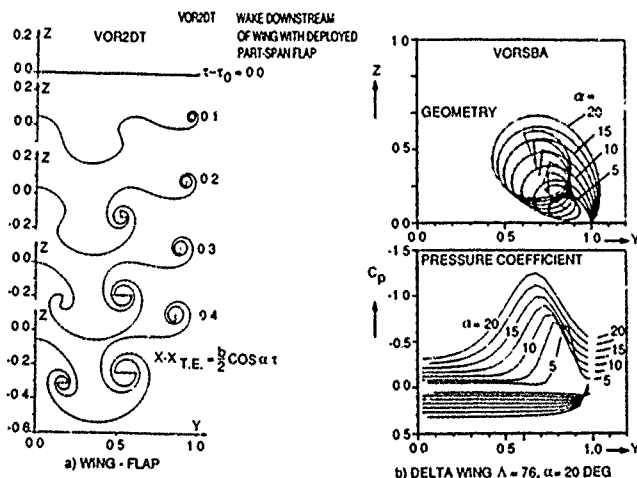 VOR2DT WAKE DOWNSTREAM
OF WING WITH DEPLOYED
PART-SPAN FLAP
0.2 Z VOR2DT
0.0 τ-τ0 = 0.0
0.2 Z
0.0 0.1
0.2
Z
0.0 0.2
-0.2
Z
0.0 0.3
-0.2
Z 0.4
0.0
-0.2 X-X T.E. = b/2 COS α τ
-0.4
-0.6 Y
0.0 0.5 1.0
a) WING - FLAP
1.0 VORSBA
Z
GEOMETRY α =
20
15
0.5 10
5
0.0
0.0 0.5 1.0 Y
-1.5 PRESSURE COEFFICIENT
Cp
-1.0
α = 20
15 20
-0.5 10 15
5 10
5
0.0
0.5
0.0 0.5 1.0 Y
b) DELTA WING Λ = 76, α = 20 DEG